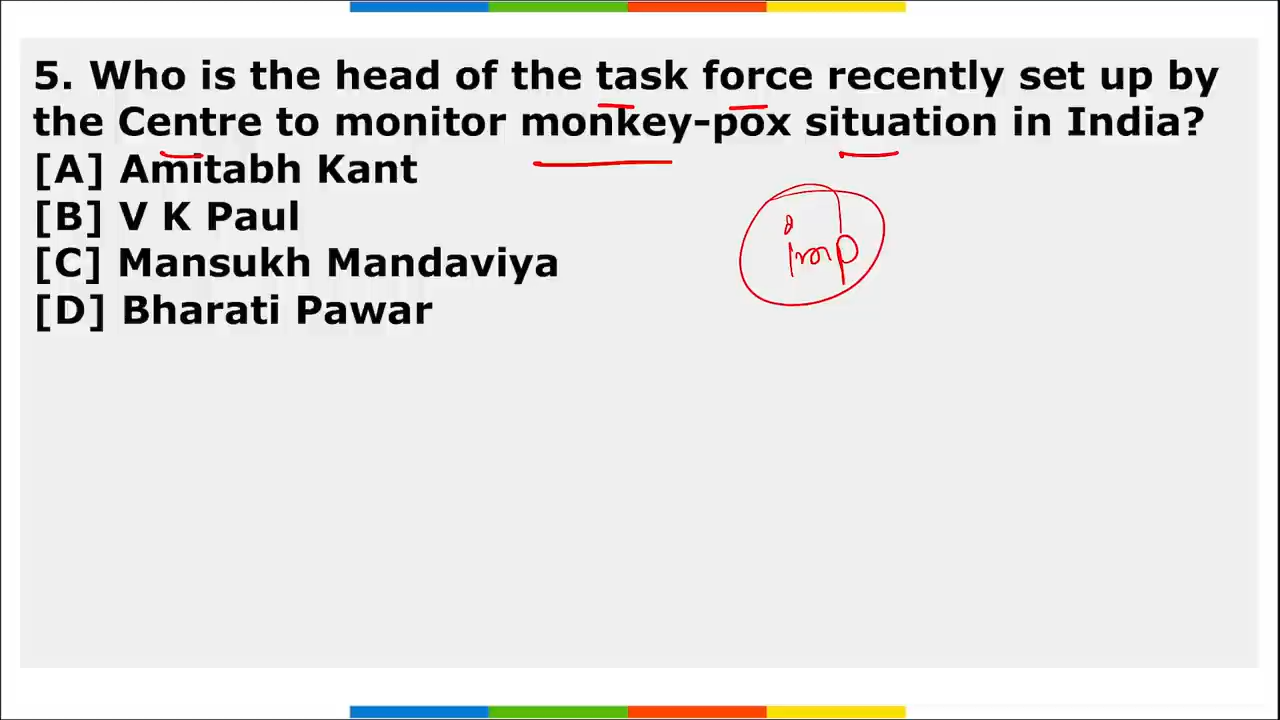 5. Who is the head of the task force recently set up by
the Centre to monitor monkey-pox situation in India?
[A] Amitabh Kant
[B] V K Paul
[C] Mansukh Mandaviya
[D] Bharati Pawar
imp